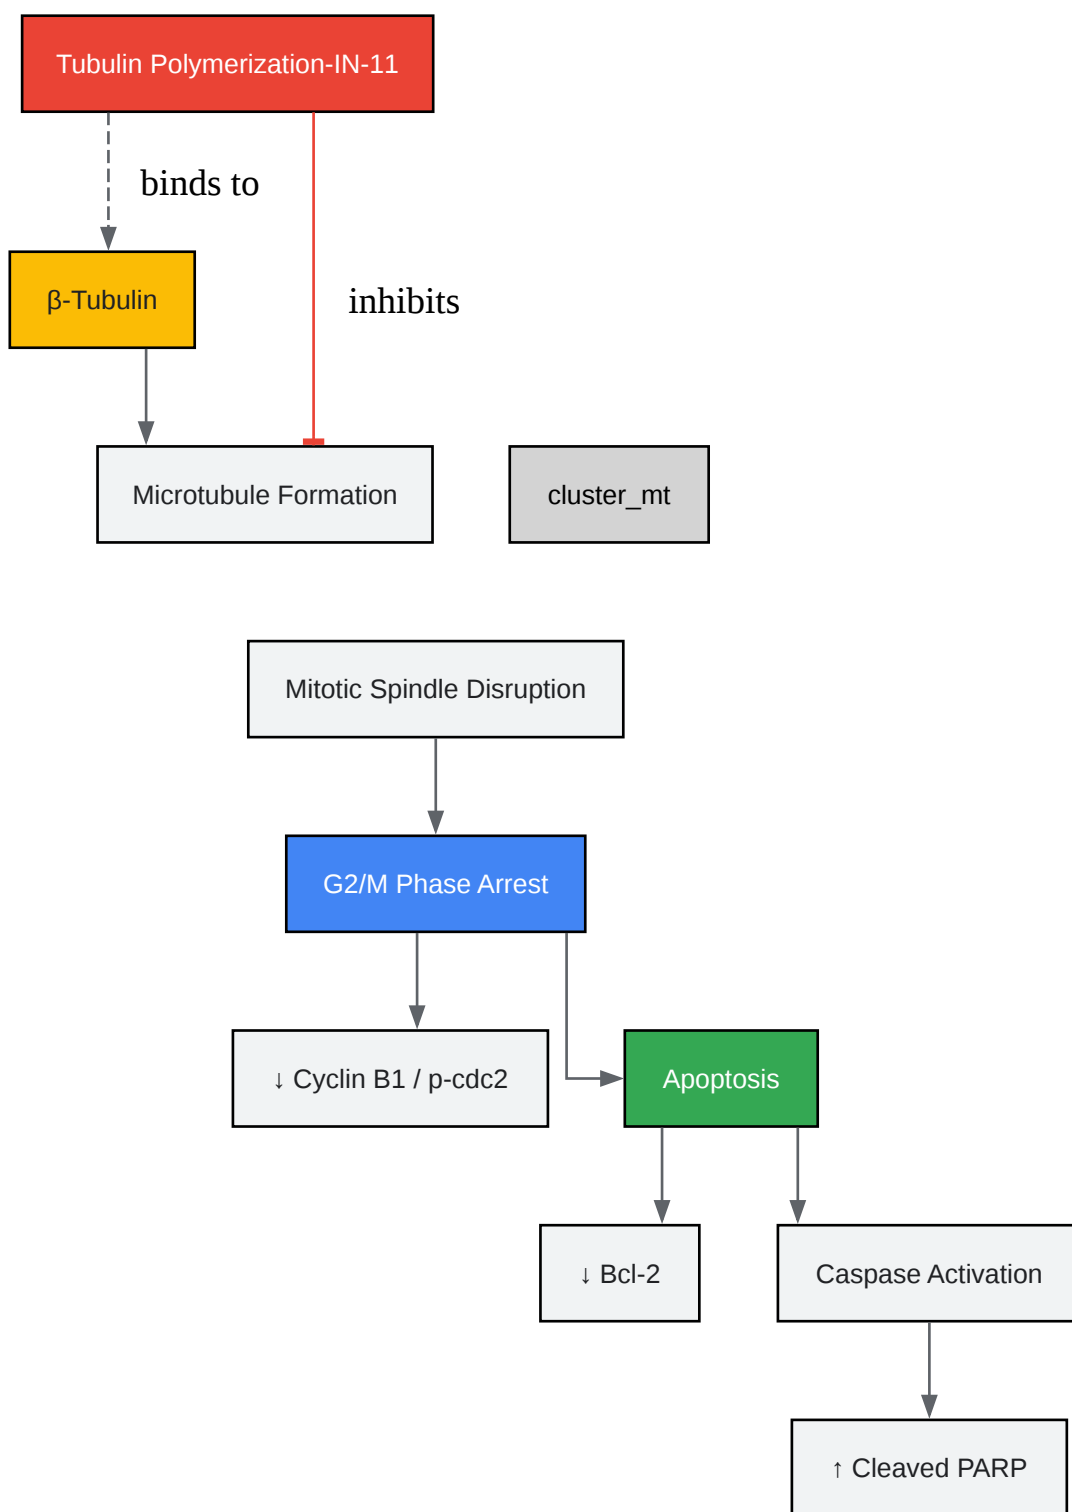 Tubulin Polymerization-IN-11
binds to
β-Tubulin
inhibits
Microtubule Formation
cluster_mt
Mitotic Spindle Disruption
G2/M Phase Arrest
↓ Cyclin B1 / p-cdc2
Apoptosis
↓ Bcl-2
Caspase Activation
↑ Cleaved PARP